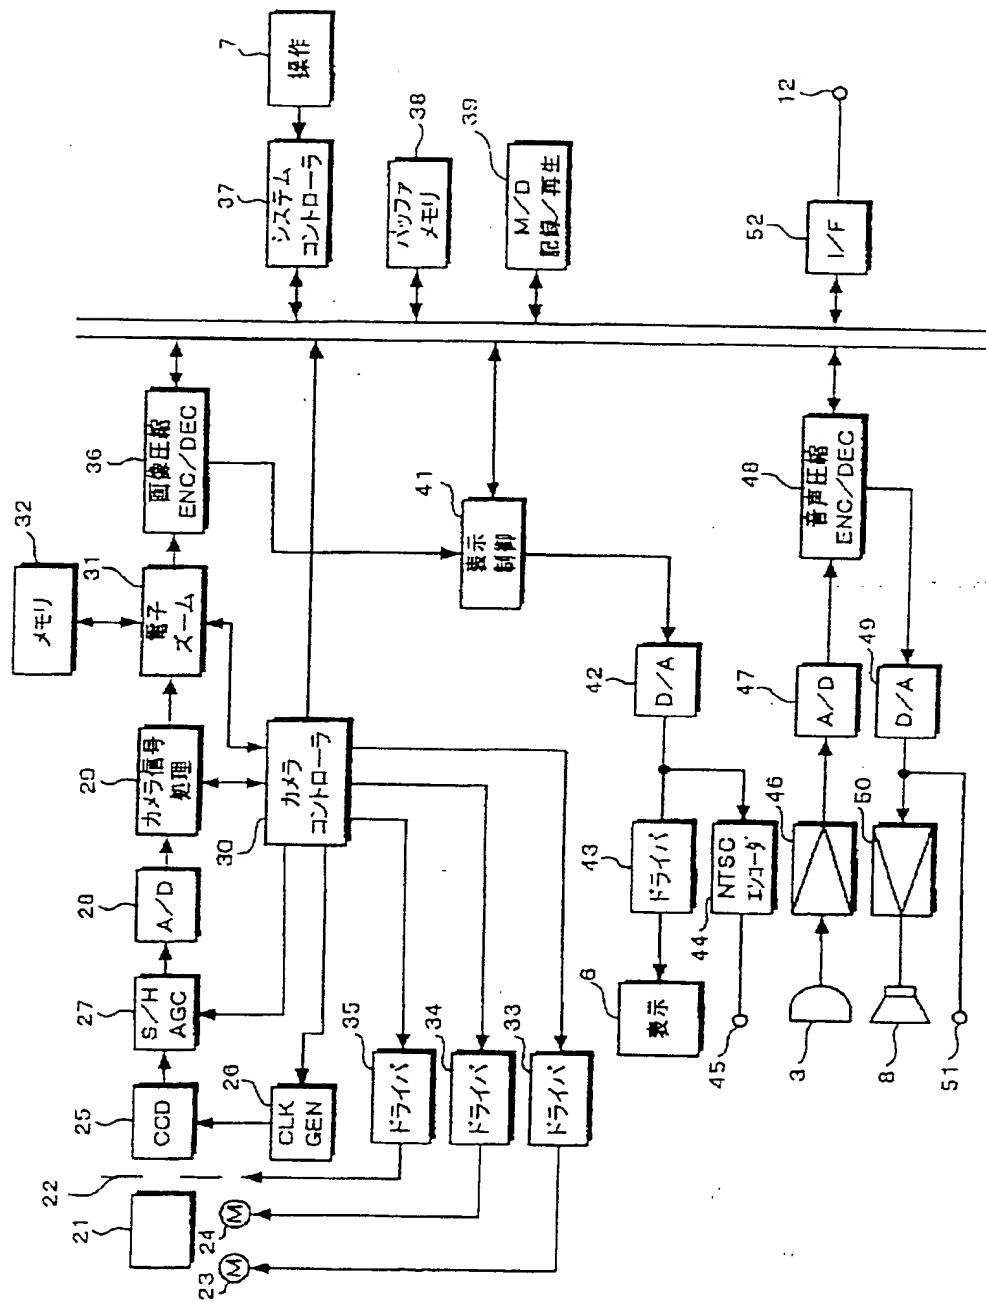 32
メモリ
21
22
25
CCD
27
S/H
AGC
28
A/D
29
カメラ信号
処理
31
電子
ズーム
36
画像圧縮
ENC/DEC
37
システム
コントローラ
7
操作
23
M
24
M
26
CLK
GEN
30
カメラ
コントローラ
38
バッファ
メモリ
35
ドライバ
34
ドライバ
33
ドライバ
41
表示
制御
39
M/D
記録/再生
6
表示
43
ドライバ
42
D/A
45
44
NTSC
エンコーダ
3
46
47
A/D
48
音声圧縮
ENC/DEC
52
I/F
12
8
50
49
D/A
51